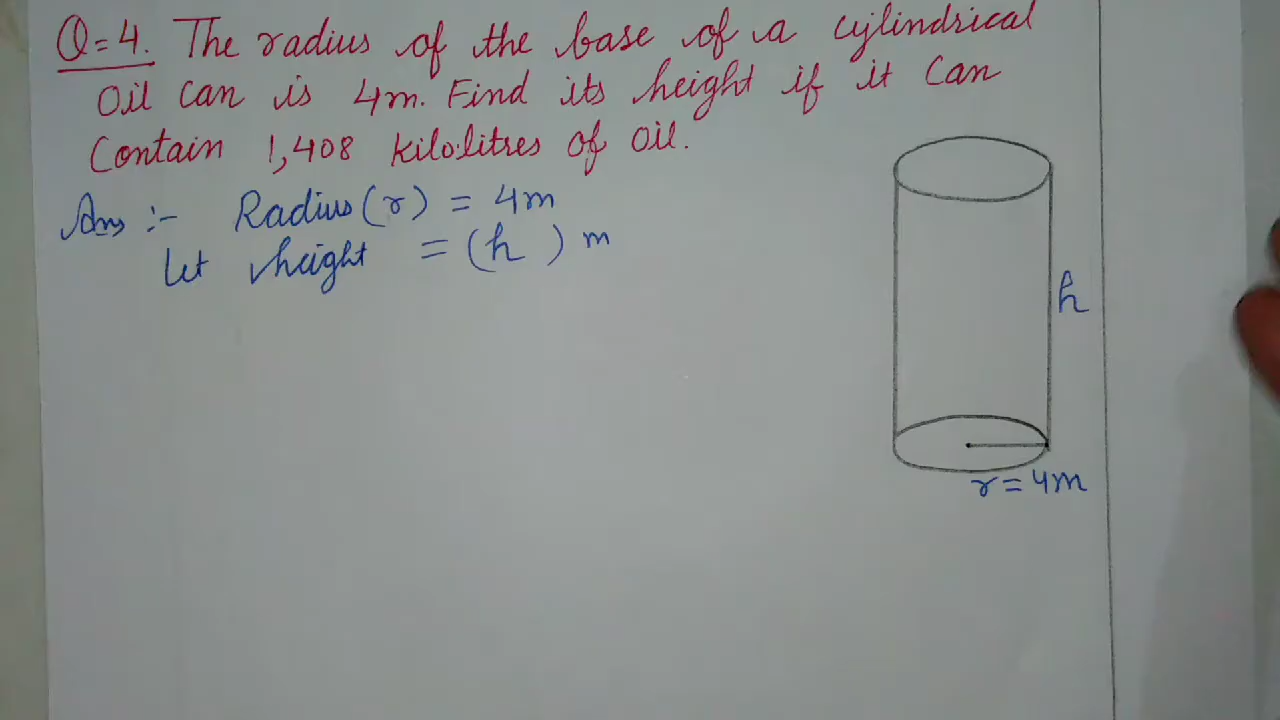 Q=4. The radius of the base of a cylindrical
Oil can is 4m. Find its height if it can
Contain 1,408 kilolitres of oil.
Ans :- Radius (r) = 4m
Let height = (h ) m
h
r = 4m